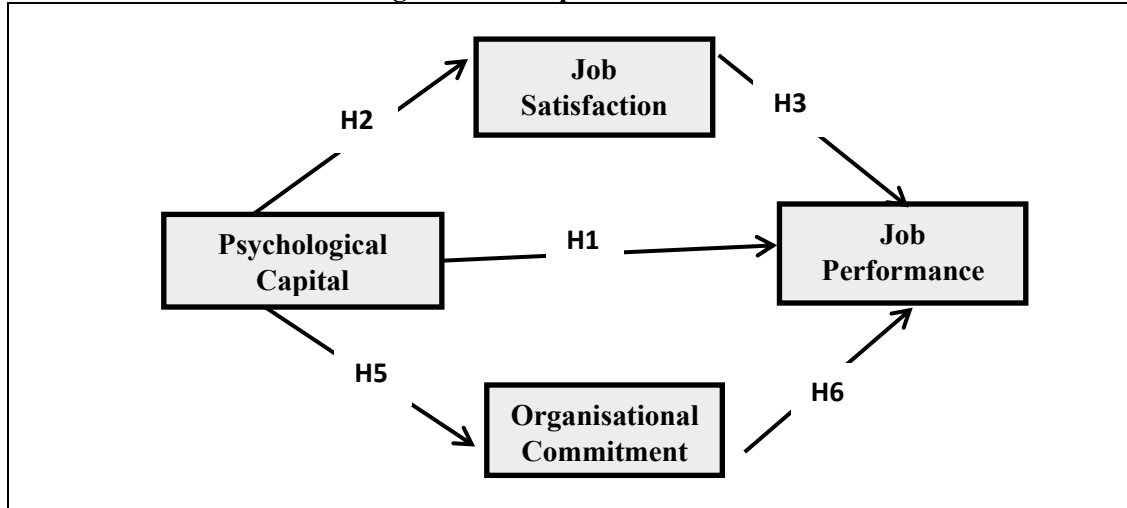 Job
Satisfaction
H3
H2
Psychological
Capital
H1
Job
Performance
H5
Organisational
Commitment
H6